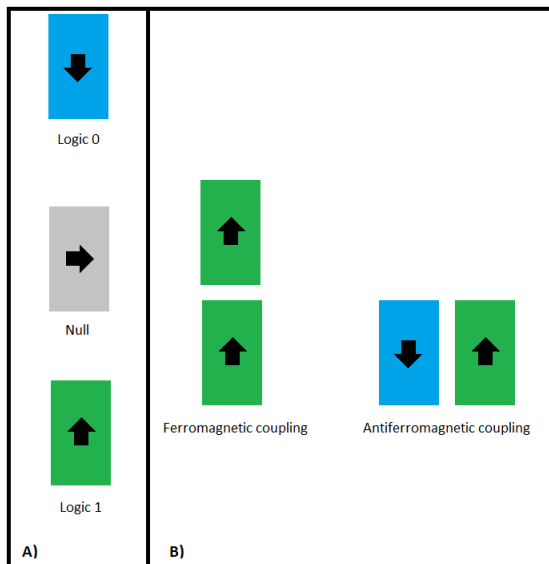 Logic 0
Null
Logic 1
A)
Ferromagnetic coupling
Antiferromagnetic coupling
B)